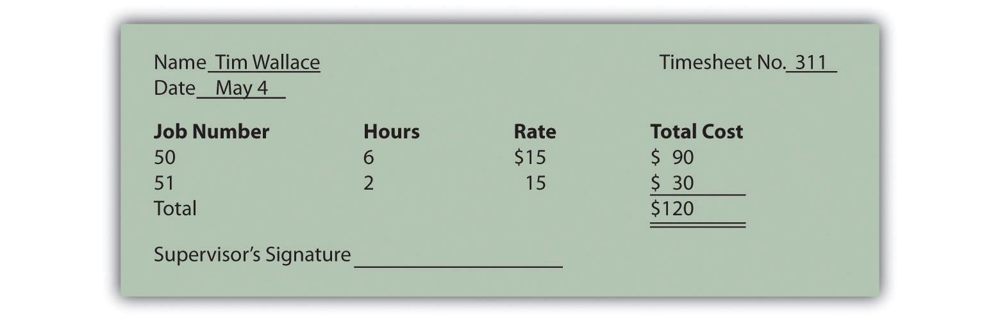 Name Tim Wallace Timesheet No. 311
Date May 4
Job Number Hours Rate Total Cost
50 6 $15 $ 90
51 2 15 $ 30
Total $120
Supervisor’s Signature